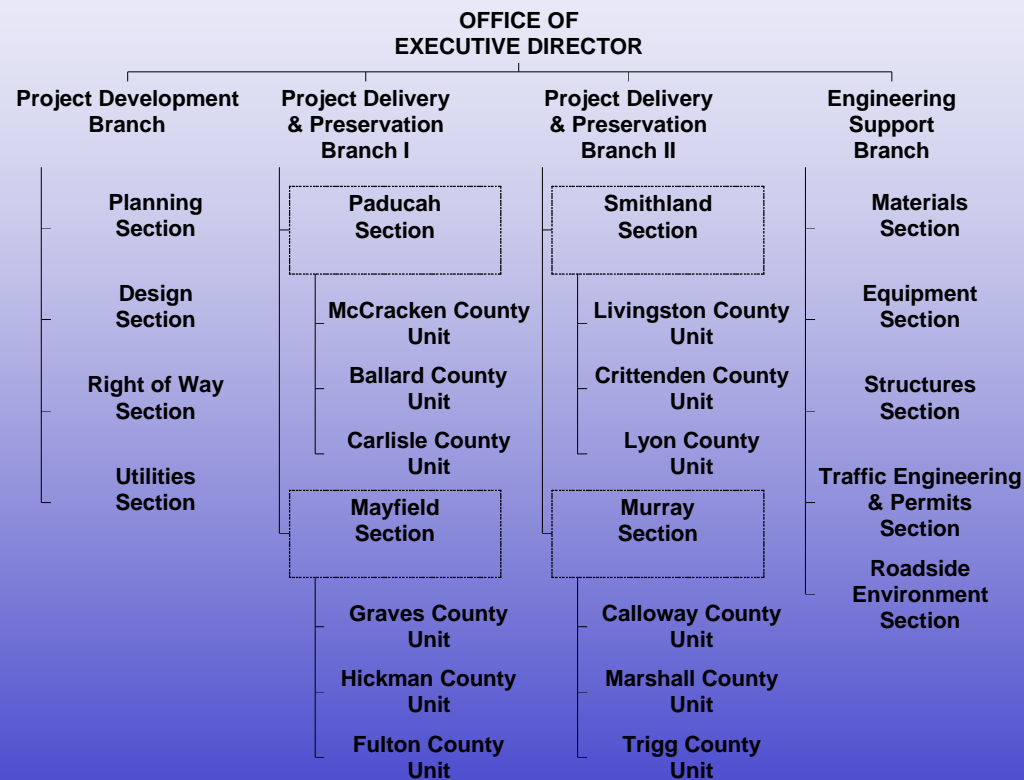 OFFICE OF
EXECUTIVE DIRECTOR
Project Development
Branch
Planning
Section
Design
Section
Right of Way
Section
Utilities
Section
Project Delivery
& Preservation
Branch I
Paducah
Section
McCracken County
Unit
Ballard County
Unit
Carlisle County
Unit
Mayfield
Section
Graves County
Unit
Hickman County
Unit
Fulton County
Unit
Project Delivery
& Preservation
Branch II
Smithland
Section
Livingston County
Unit
Crittenden County
Unit
Lyon County
Unit
Murray
Section
Calloway County
Unit
Marshall County
Unit
Trigg County
Unit
Engineering
Support
Branch
Materials
Section
Equipment
Section
Structures
Section
Traffic Engineering
& Permits
Section
Roadside
Environment
Section